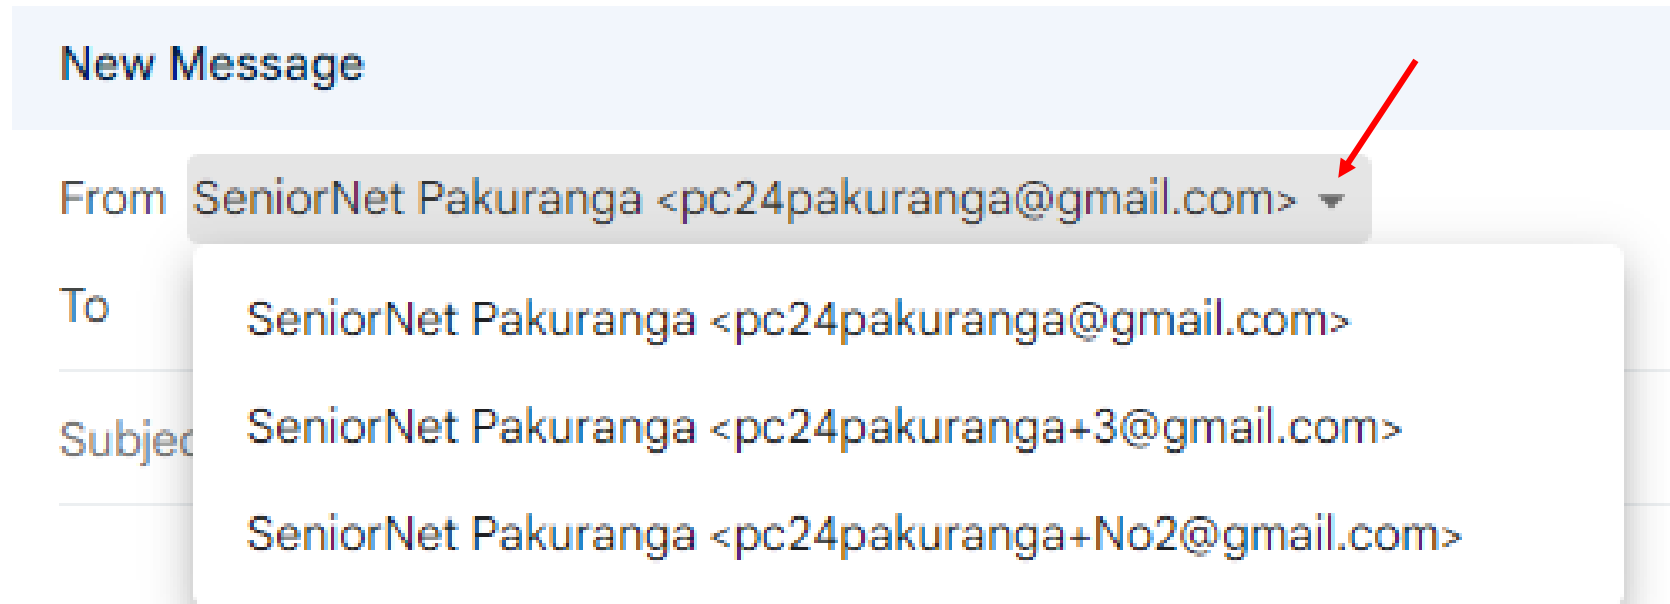 New Message
From SeniorNet Pakuranga <pc24pakuranga@gmail.com>
To
SeniorNet Pakuranga <pc24pakuranga@gmail.com>
Subjec
SeniorNet Pakuranga <pc24pakuranga+3@gmail.com>
SeniorNet Pakuranga <pc24pakuranga+No2@gmail.com>